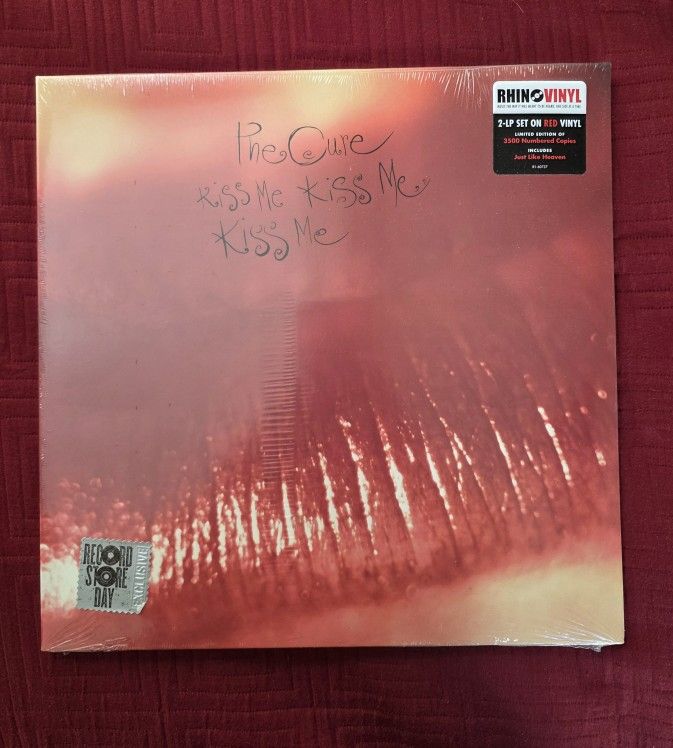 The Cure
Kiss Me Kiss Me
Kiss Me
RHINO VINYL
2-LP SET ON RED VINYL
LIMITED EDITION OF
3500 Numbered Copies
INCLUDES
Just Like Heaven
RECORD
STORE
DAY
EXCLUSIVE